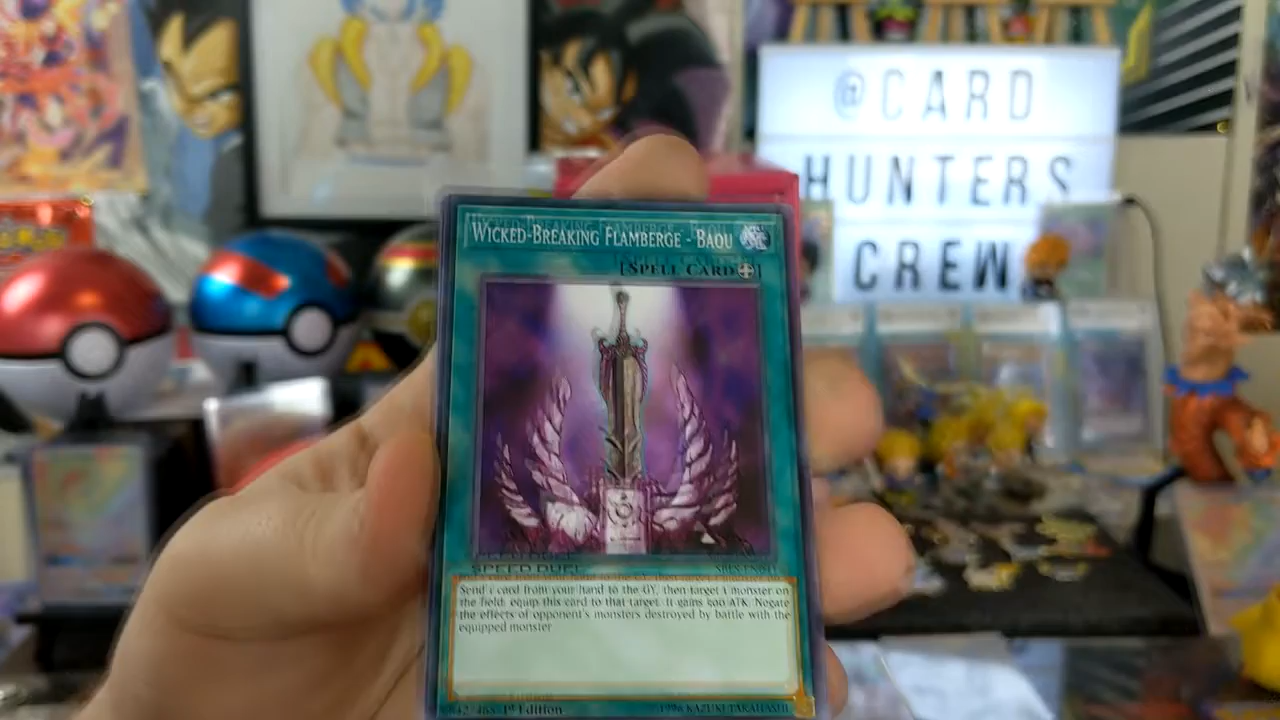 @CARD
HUNTERS
CREW
WICKED-BREAKING FLAMBERGE - BAOU
[SPELL CARD]
SPEED DUEL
Send 1 card from your hand to the GY, then target 1 monster on
the field; equip this card to that target. It gains 500 ATK. Negate
the effects of opponent's monsters destroyed by battle with the
equipped monster
1st Edition
1996 KAZUKI TAKAHASHI